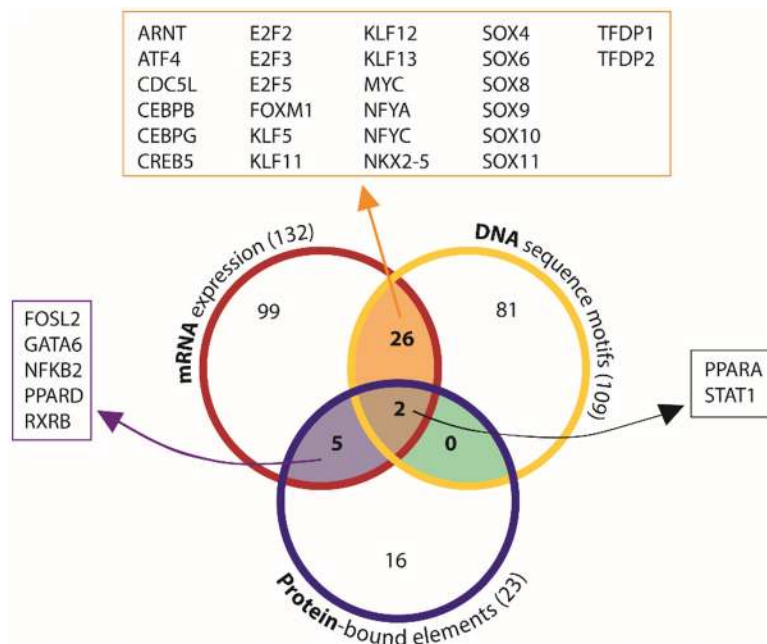 ARNT E2F2 KLF12 SOX4 TFDP1
ATF4 E2F3 KLF13 SOX6 TFDP2
CDC5L E2F5 MYC SOX8
CEBPB FOXM1 NFYA SOX9
CEBPG KLF5 NFYC SOX10
CREB5 KLF11 NKX2-5 SOX11
mRNA expression (132)
DNA sequence motifs (109)
99
81
26
FOSL2
GATA6
NFKB2
PPARD
RXRB
PPARA
STAT1
2
5
0
16
Protein-bound elements (23)